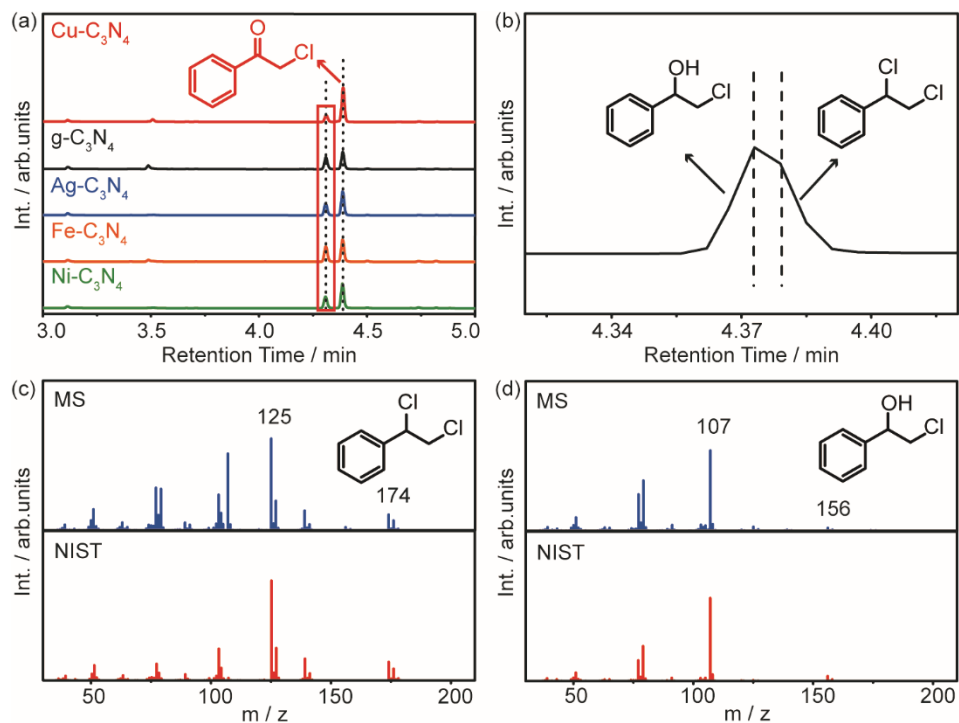 (a)
Cu-C₃N₄
O
Cl
g-C₃N₄
Ag-C₃N₄
Fe-C₃N₄
Ni-C₃N₄
Int. / arb.units
3.0 3.5 4.0 4.5 5.0
Retention Time / min
(b)
OH
Cl
Cl
Cl
Int. / arb.units
4.34 4.37 4.40
Retention Time / min
(c)
MS
125
Cl
Cl
174
NIST
Int. / arb.units
50 100 150 200
m / z
(d)
MS
107
OH
Cl
156
NIST
Int. / arb.units
50 100 150 200
m / z